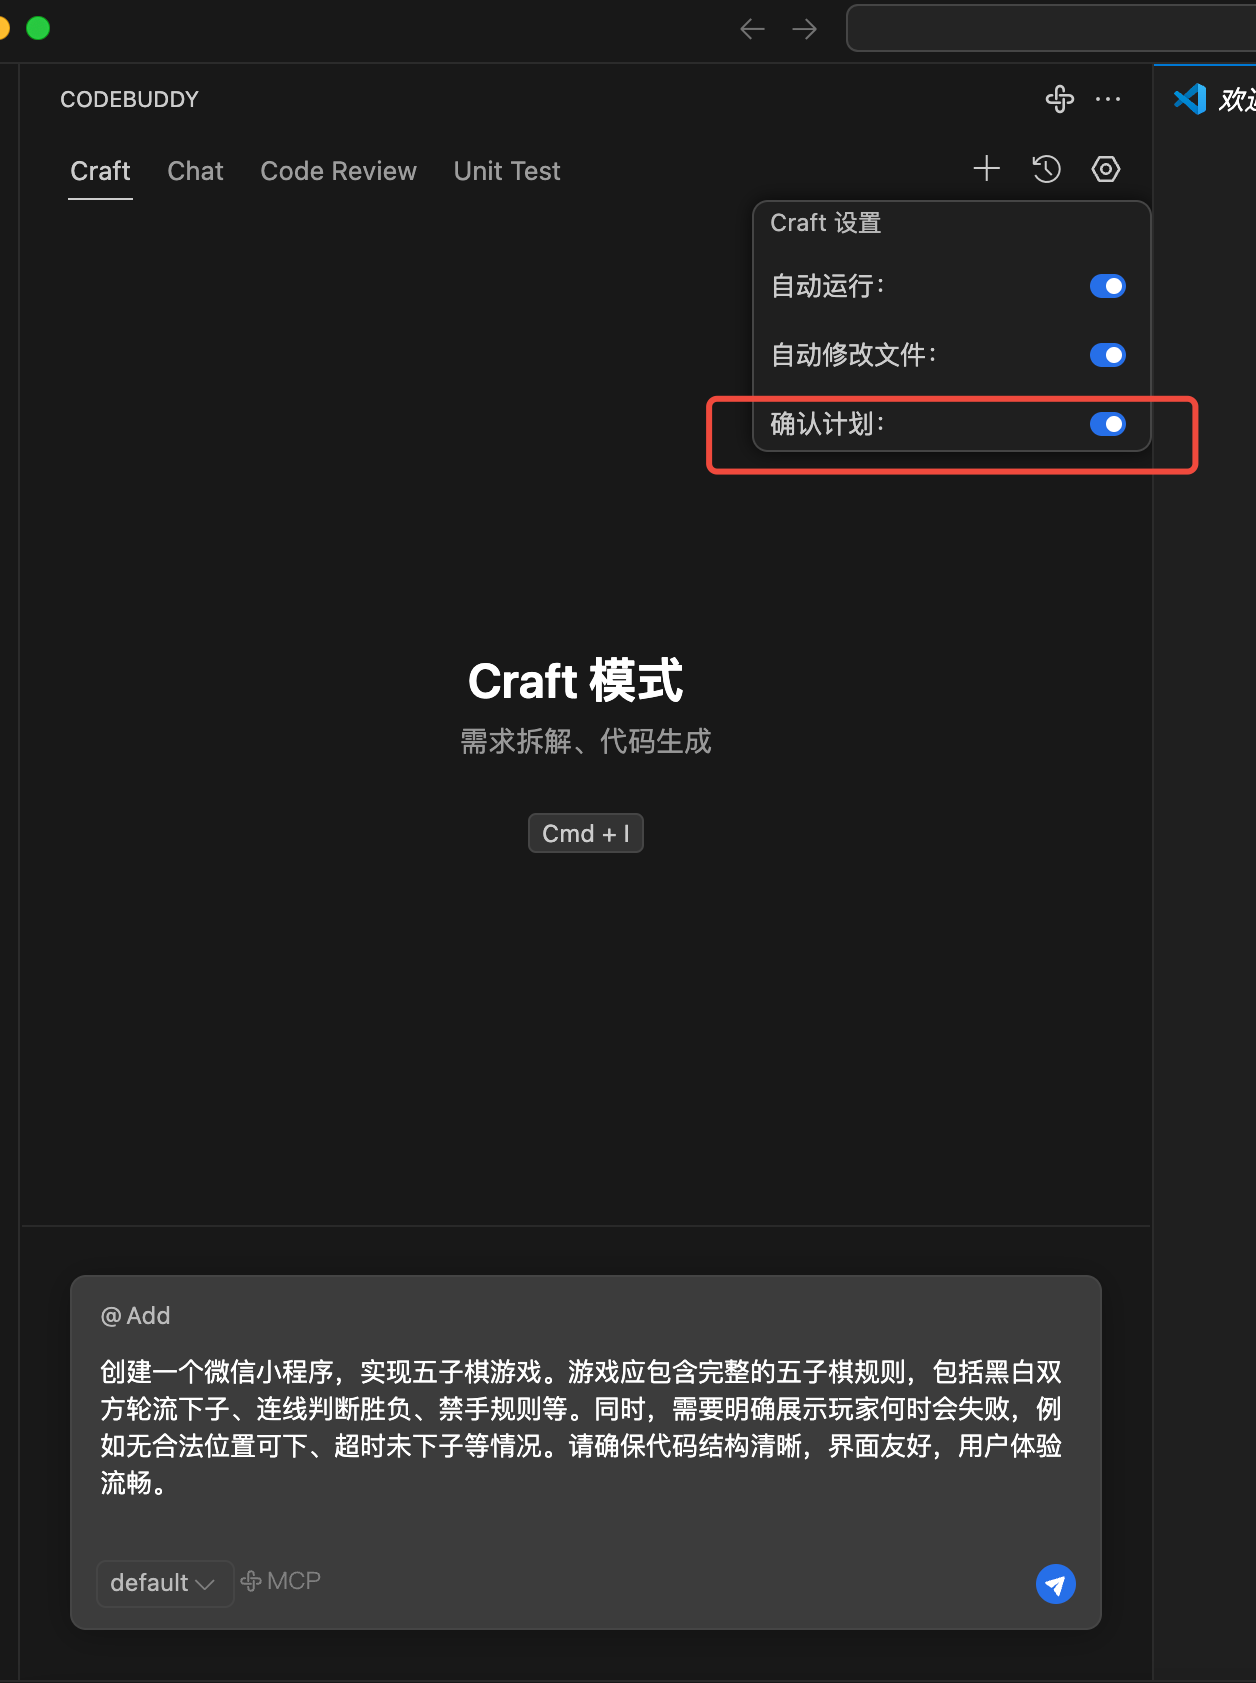 CODEBUDDY
欢迎
Craft Chat Code Review Unit Test
Craft 设置
自动运行：
自动修改文件：
确认计划：
Craft 模式
需求拆解、代码生成
Cmd + I
@ Add
创建一个微信小程序，实现五子棋游戏。游戏应包含完整的五子棋规则，包括黑白双
方轮流下子、连线判断胜负、禁手规则等。同时，需要明确展示玩家何时会失败，例
如无合法位置可下、超时未下子等情况。请确保代码结构清晰，界面友好，用户体验
流畅。
default MCP